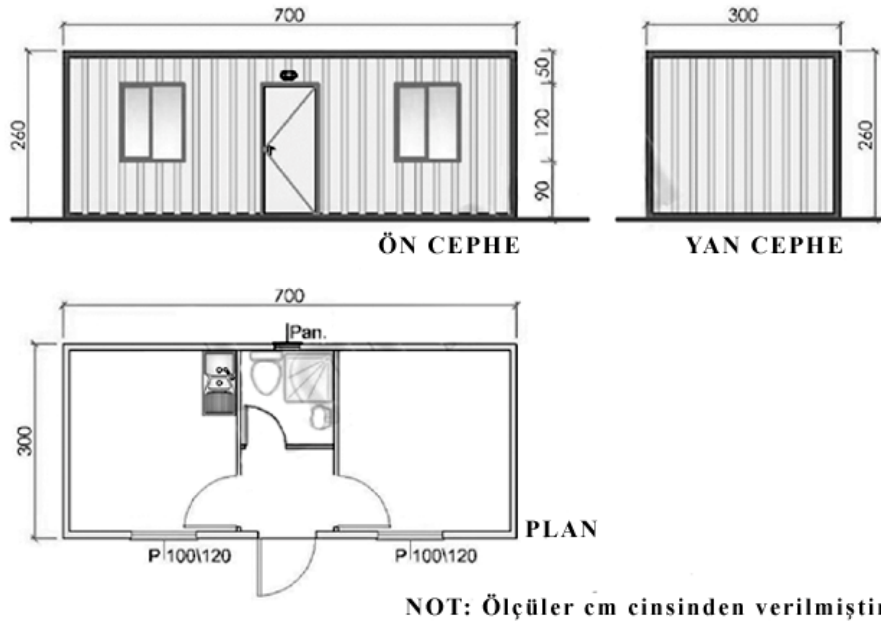 700
300
260
50
120
90
260
ÖN CEPHE
YAN CEPHE
700
Pan.
300
PLAN
P 100\120
P 100\120
NOT: Ölçüler cm cinsinden verilmiştir